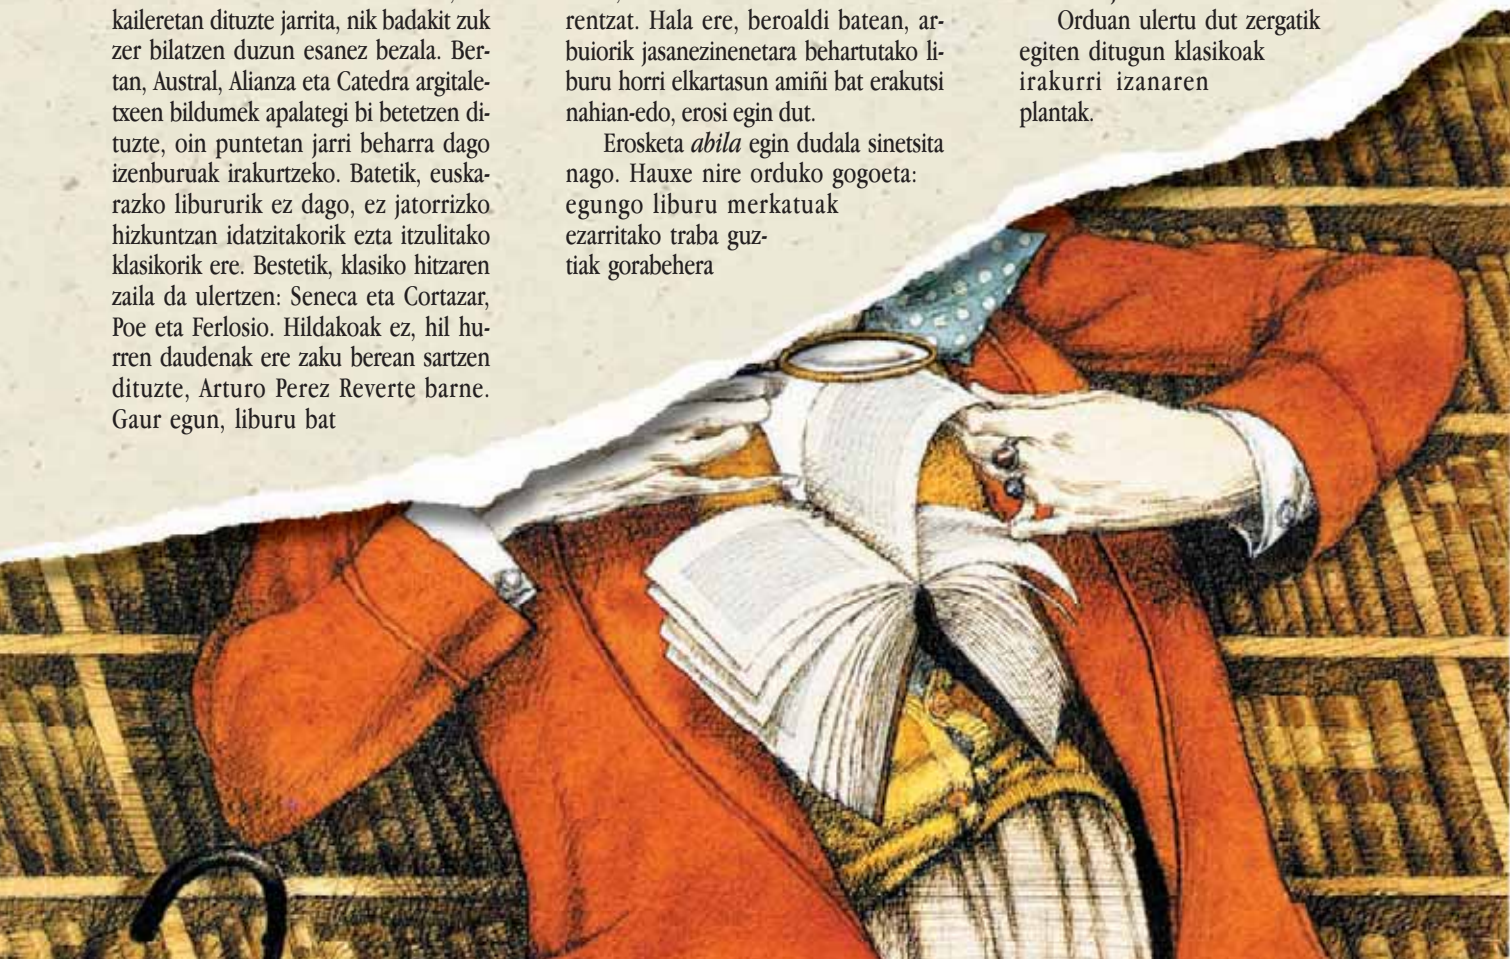 kaileretan dituzte jarrita, nik badakit zuk
zer bilatzen duzun esanez bezala. Ber-
tan, Austral, Alianza eta Catedra argitale-
txeen bildumek apalategi bi betetzen di-
tuzte, oin puntetan jarri beharra dago
izenburuak irakurtzeko. Batetik, euska-
razko libururik ez dago, ez jatorrizko
hizkuntzan idatzitakorik ezta itzulitako
klasikorik ere. Bestetik, klasiko hitzaren
zaila da ulertzen: Seneca eta Cortazar,
Poe eta Ferlosio. Hildakoak ez, hil hu-
rren daudenak ere zaku berean sartzen
dituzte, Arturo Perez Reverte barne.
Gaur egun, liburu bat
rentzat. Hala ere, beroaldi batean, ar-
buiorik jasanezinenetara behartutako li-
buru horri elkartasun amiñi bat erakutsi
nahian-edo, erosi egin dut.
Erosketa abila egin dudala sinetsita
nago. Hauxe nire orduko gogoeta:
egungo liburu merkatuak
ezarritako traba guz-
tiak gorabehera
Orduan ulertu dut zergatik
egiten ditugun klasikoak
irakurri izanaren
plantak.